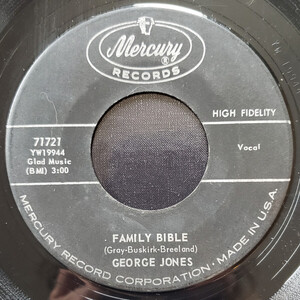 Mercury
®
RECORDS
HIGH FIDELITY
71721
YW19944
Glad Music
(BMI) 3:00
Vocal
FAMILY BIBLE
(Gray-Buskirk-Breeland)
GEORGE JONES
MERCURY RECORD CORPORATION • MADE IN U.S.A.